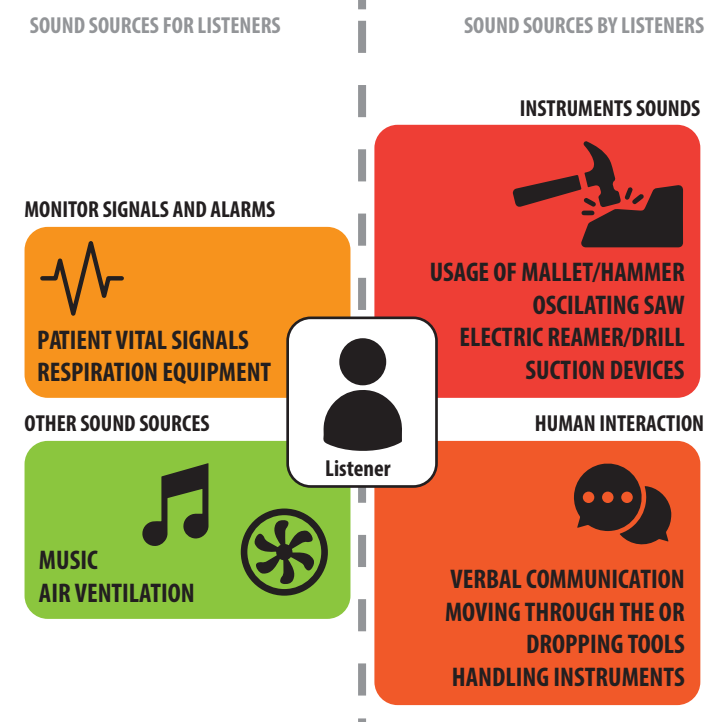 SOUND SOURCES FOR LISTENERS
SOUND SOURCES BY LISTENERS
INSTRUMENTS SOUNDS
USAGE OF MALLET/HAMMER
OSCILATING SAW
ELECTRIC REAMER/DRILL
SUCTION DEVICES
MONITOR SIGNALS AND ALARMS
PATIENT VITAL SIGNALS
RESPIRATION EQUIPMENT
Listener
OTHER SOUND SOURCES
MUSIC
AIR VENTILATION
HUMAN INTERACTION
VERBAL COMMUNICATION
MOVING THROUGH THE OR
DROPPING TOOLS
HANDLING INSTRUMENTS